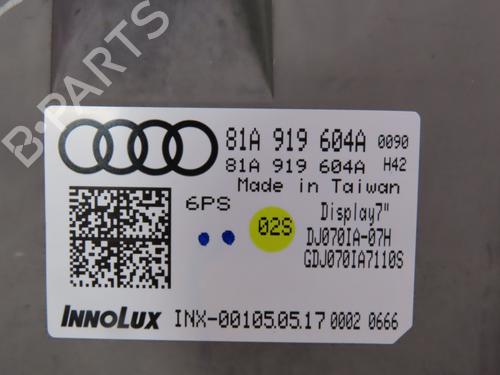 B-PARTS
81A 919 604A 0090
81A 919 604A H42
Made in Taiwan
6PS
02S
Display7"
DJ070IA-07H
GDJ070IA7110S
INNOLUX
INX-00105.05.17 0002 0666